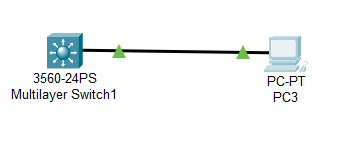 3560-24PS
Multilayer Switch1
PC-PT
PC3